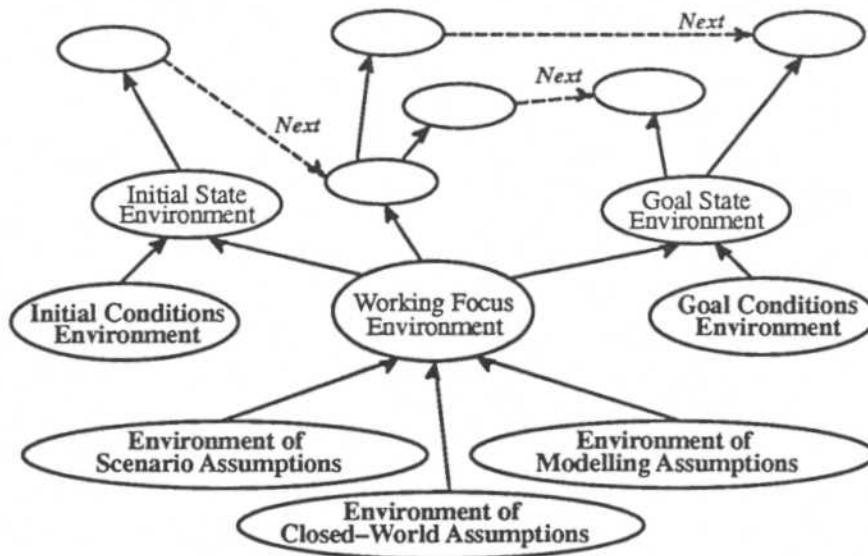 Next
Next
Next
Initial State
Environment
Goal State
Environment
Initial Conditions
Environment
Working Focus
Environment
Goal Conditions
Environment
Environment of
Scenario Assumptions
Environment of
Modelling Assumptions
Environment of
Closed–World Assumptions